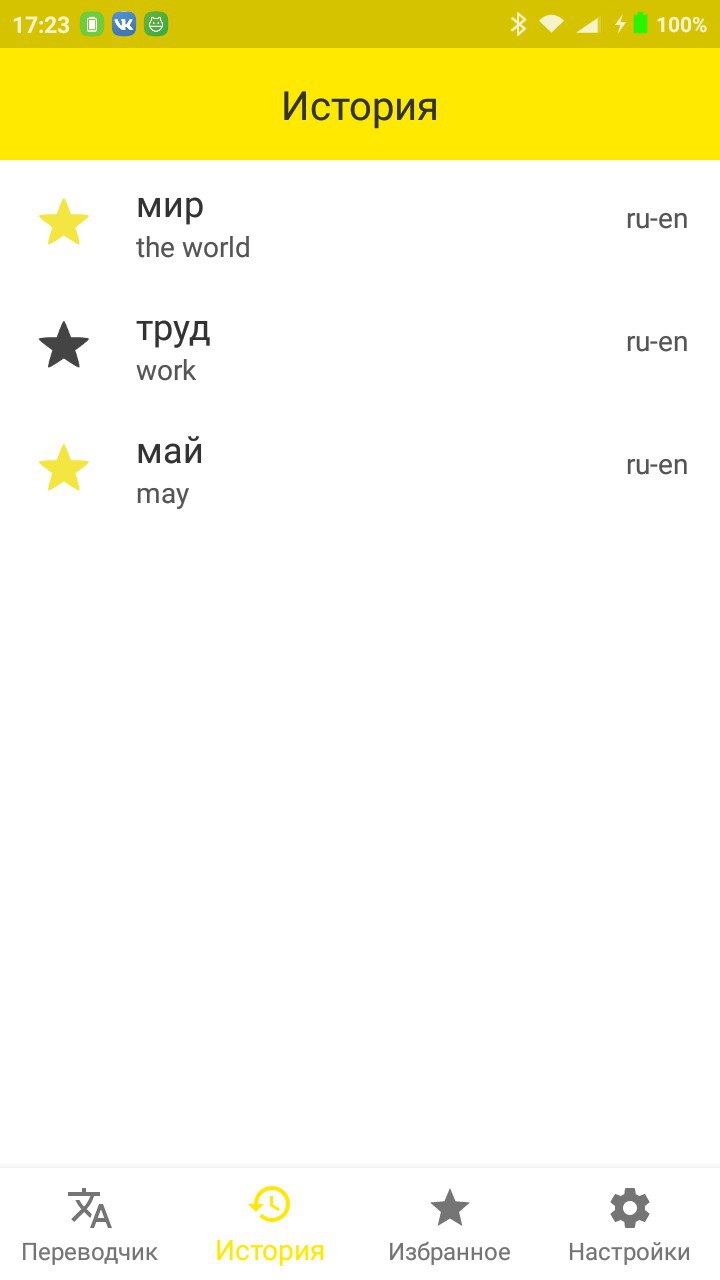 17:23
100%
История
мир
the world
ru-en
труд
work
ru-en
май
may
ru-en
Переводчик
История
Избранное
Настройки